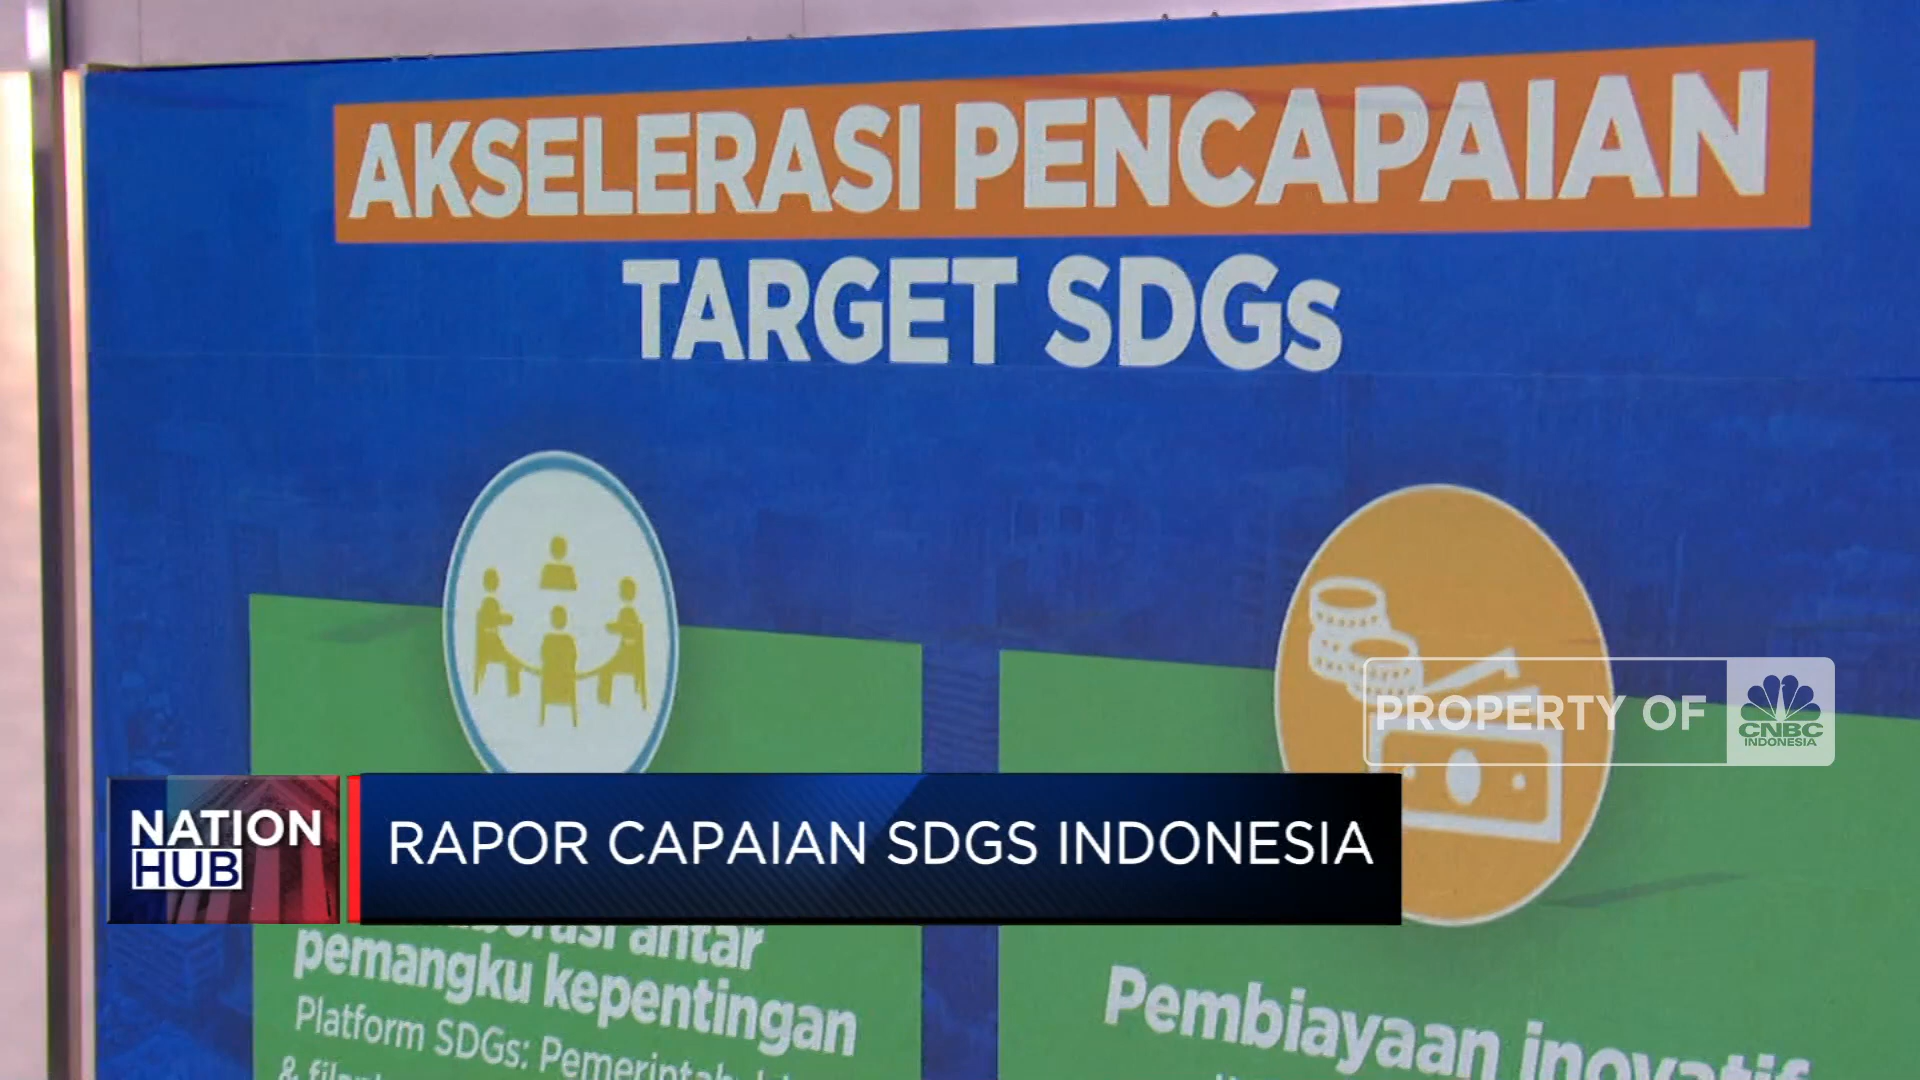 AKSELERASI PENCAPAIAN
TARGET SDGs
PROPERTY OF
CNBC
INDONESIA
NATION
HUB
RAPOR CAPAIAN SDGS INDONESIA
antar
pemangku kepentingan
Platform SDGs:
&
Pembiayaan inovatif